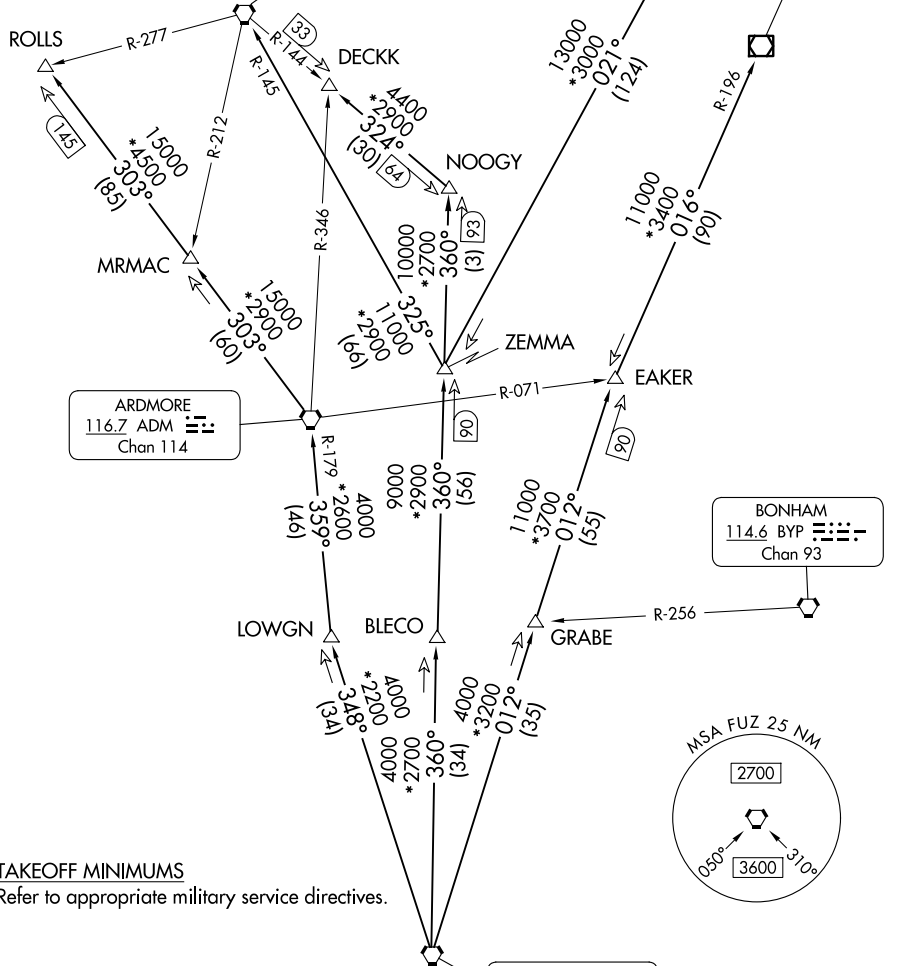 ROLLS
R-277
33
R-144
DECKK
R-145
13000
*3000
021°
(124)
R-196
145
R-212
4400
*2900
324°
(30)
64
NOOGY
15000
*4500
303°
(85)
R-346
93
10000
*2700
360°
(3)
11000
*3400
016°
(90)
MRMAC
15000
*2900
303°
(60)
325°
11000
*2900
(66)
ZEMMA
EAKER
R-071
ARDMORE
116.7 ADM
Chan 114
90
90
R-179
4000
*2600
359°
(46)
9000
*2900
360°
(56)
11000
*3700
012°
(55)
BONHAM
114.6 BYP
Chan 93
R-256
LOWGN
BLECO
GRABE
4000
*2200
348°
(34)
4000
*2700
360°
(34)
4000
*3200
012°
(35)
MSA FUZ 25 NM
2700
050°
3600
310°
TAKEOFF MINIMUMS
Refer to appropriate military service directives.